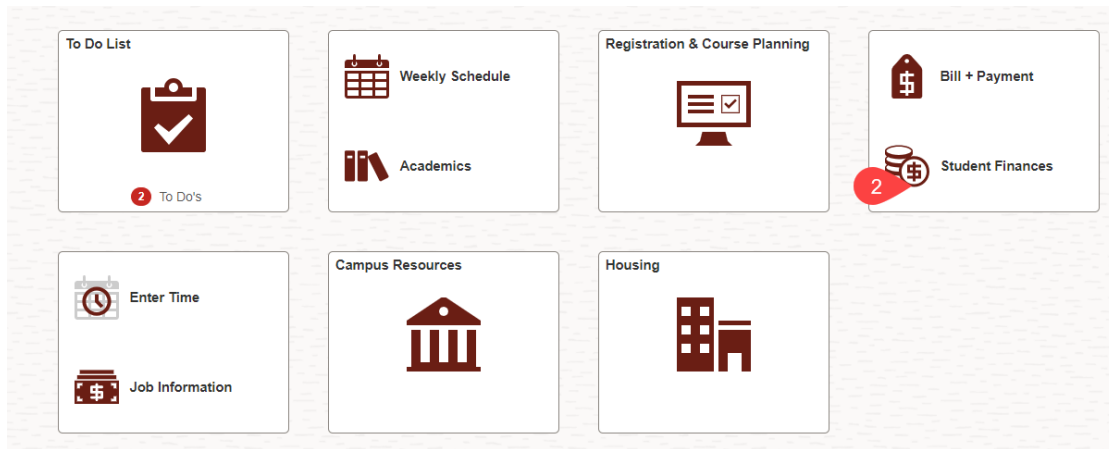 To Do List
2 To Do's
Weekly Schedule
Academics
Registration & Course Planning
Bill + Payment
Student Finances
2
Enter Time
Job Information
Campus Resources
Housing